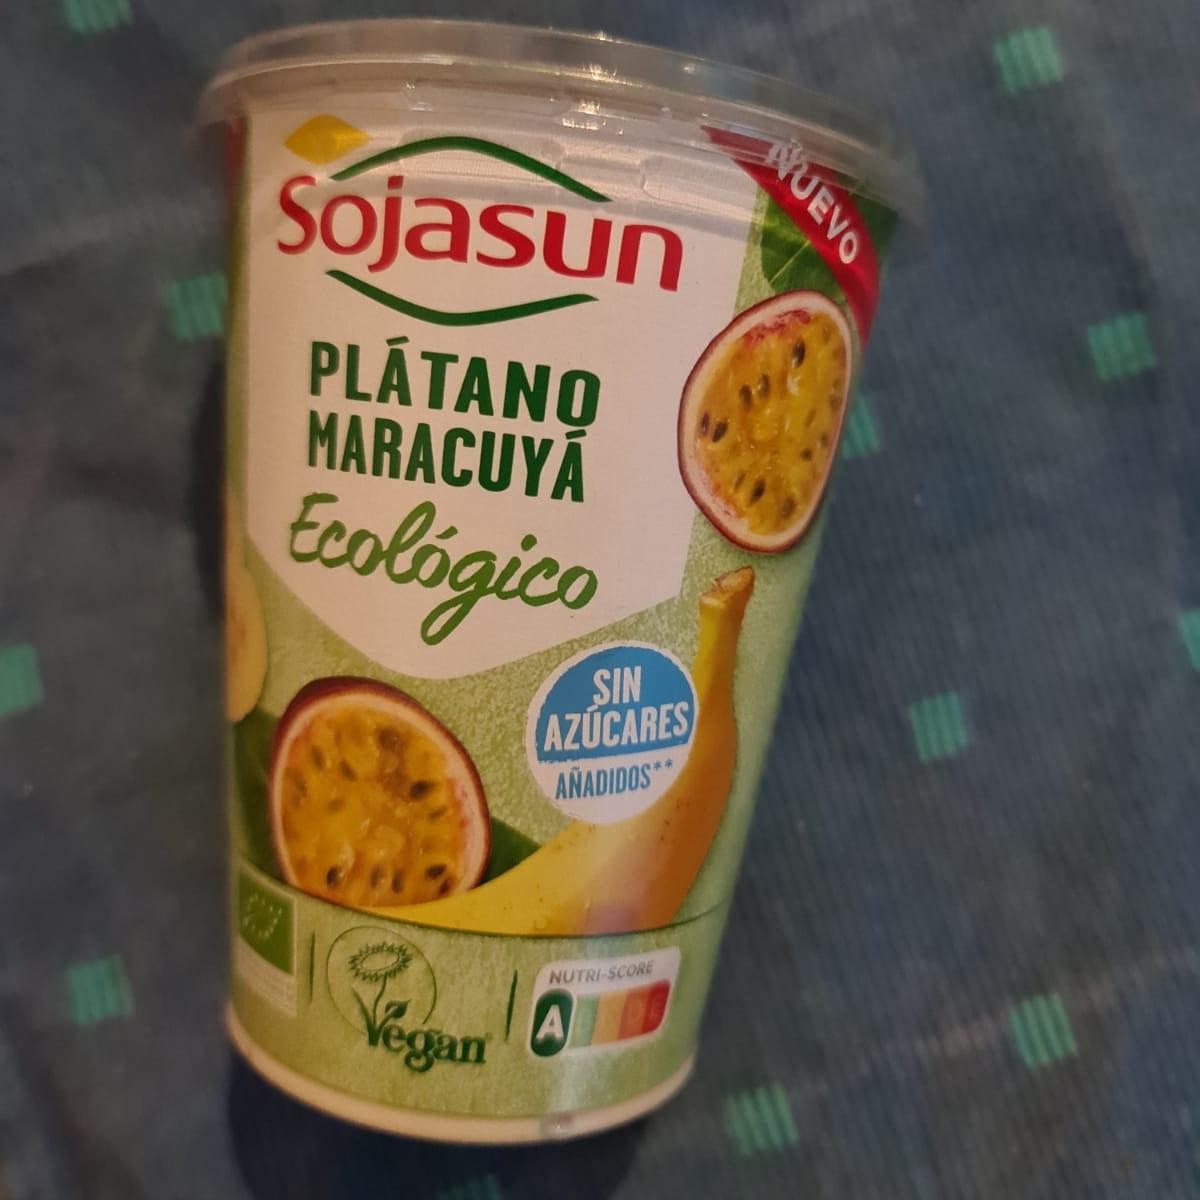 NUEVO
Sojasun
PLÁTANO
MARACUYÁ
Ecológico
SIN
AZÚCARES
AÑADIDOS**
Vegan
NUTRI-SCORE
A